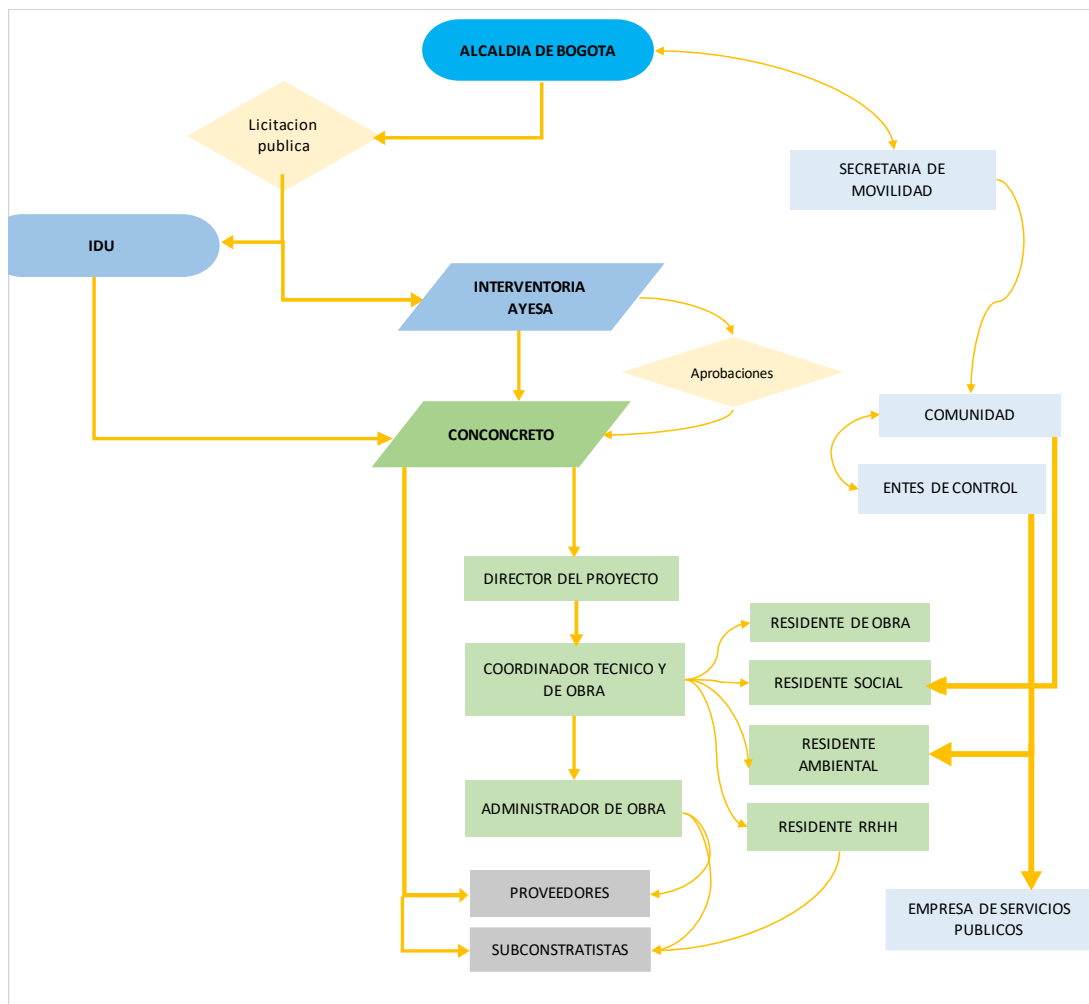 ALCALDIA DE BOGOTA
Licitacion
publica
SECRETARIA DE
MOVILIDAD
IDU
INTERVENTORIA
AYESA
Aprobaciones
CONCONCRETO
COMUNIDAD
ENTES DE CONTROL
DIRECTOR DEL PROYECTO
RESIDENTE DE OBRA
COORDINADOR TECNICO Y
DE OBRA
RESIDENTE SOCIAL
RESIDENTE
AMBIENTAL
ADMINISTRADOR DE OBRA
RESIDENTE RRHH
PROVEEDORES
EMPRESA DE SERVICIOS
PUBLICOS
SUBCONSTRATISTAS